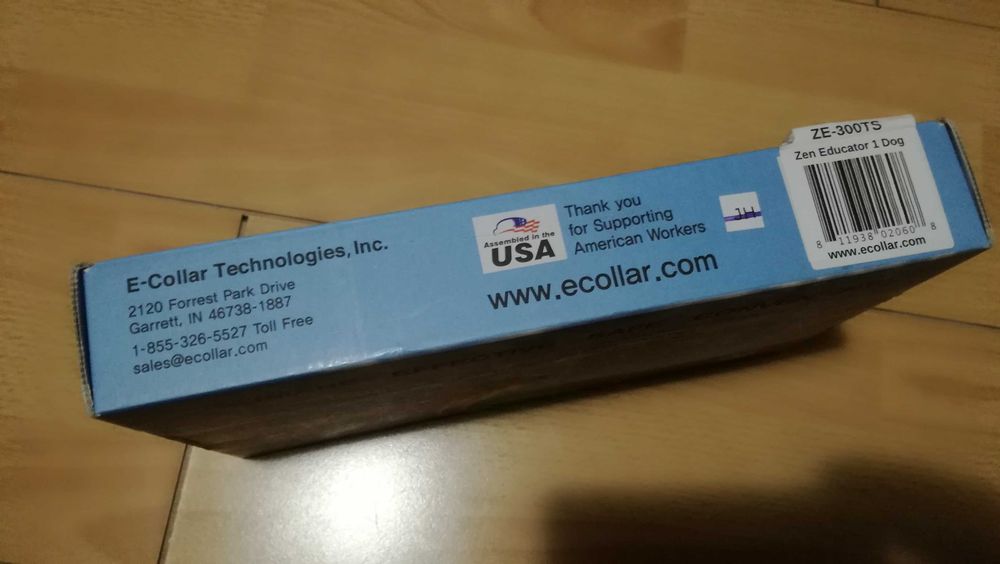 E-Collar Technologies, Inc.
2120 Forrest Park Drive
Garrett, IN 46738-1887
1-855-326-5527 Toll Free
sales@ecollar.com
Assembled in the
USA
Thank you
for Supporting
American Workers
www.ecollar.com
JH
ZE-300TS
Zen Educator 1 Dog
8 11938 02060 8
www.ecollar.com
EFFECTIVE